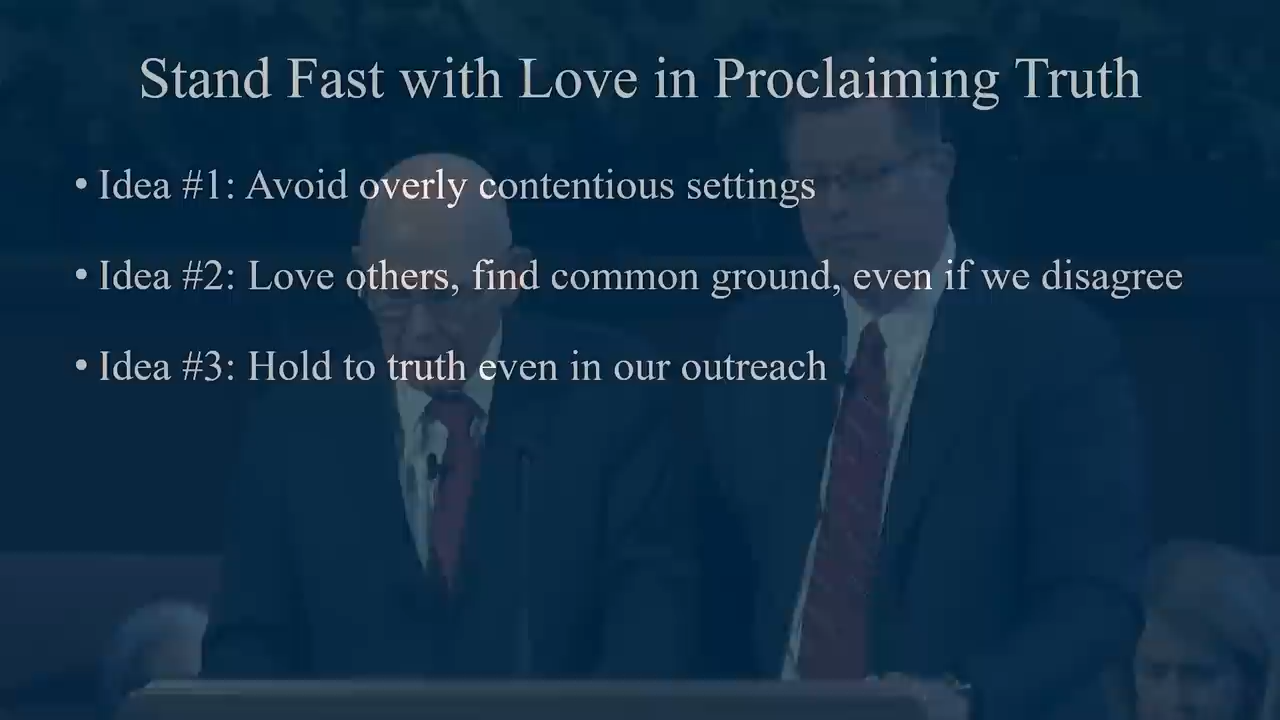 Stand Fast with Love in Proclaiming Truth
• Idea #1: Avoid overly contentious settings
• Idea #2: Love others, find common ground, even if we disagree
• Idea #3: Hold to truth even in our outreach